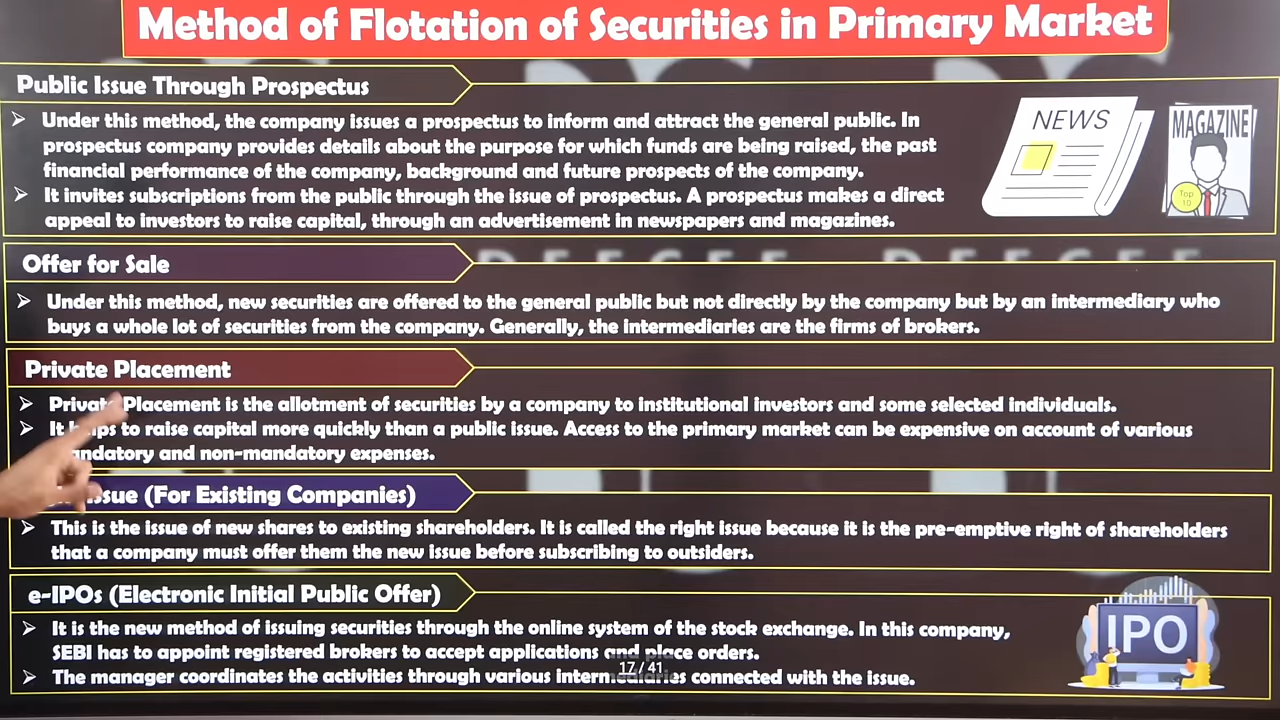 Method of Flotation of Securities in Primary Market
Public Issue Through Prospectus
Under this method, the company issues a prospectus to inform and attract the general public. In
prospectus company provides details about the purpose for which funds are being raised, the past
financial performance of the company, background and future prospects of the company.
It invites subscriptions from the public through the issue of prospectus. A prospectus makes a direct
appeal to investors to raise capital, through an advertisement in newspapers and magazines.
NEWS
MAGAZINE
Top
10
Offer for Sale
Under this method, new securities are offered to the general public but not directly by the company but by an intermediary who
buys a whole lot of securities from the company. Generally, the intermediaries are the firms of brokers.
Private Placement
Private Placement is the allotment of securities by a company to institutional investors and some selected individuals.
It to raise capital more quickly than a public issue. Access to the primary market can be expensive on account of various
and non-mandatory expenses.
Issue (For Existing Companies)
This is the issue of new shares to existing shareholders. It is called the right issue because it is the pre-emptive right of shareholders
that a company must offer them the new issue before subscribing to outsiders.
e-IPOs (Electronic Initial Public Offer)
It is the new method of issuing securities through the online system of the stock exchange. In this company,
SEBI has to appoint registered brokers to accept applications and place orders.
The manager coordinates the activities through various intermediaries connected with the issue.
IPO
17 / 41